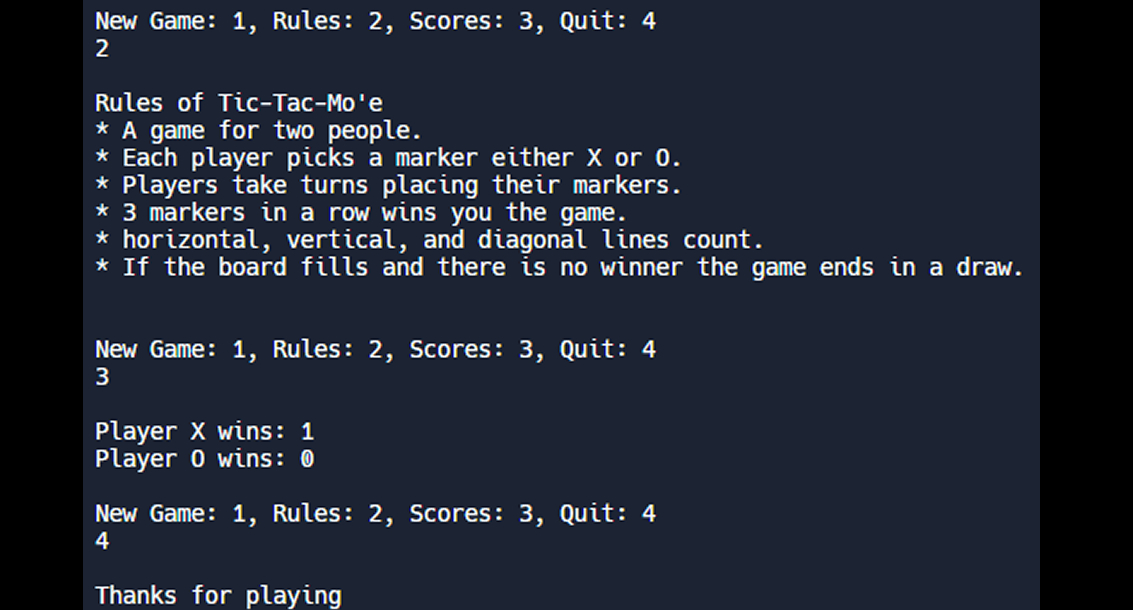 New Game: 1, Rules: 2, Scores: 3, Quit: 4
2
Rules of Tic-Tac-Mo'e
* A game for two people.
* Each player picks a marker either X or O.
* Players take turns placing their markers.
* 3 markers in a row wins you the game.
* horizontal, vertical, and diagonal lines count.
* If the board fills and there is no winner the game ends in a draw.
New Game: 1, Rules: 2, Scores: 3, Quit: 4
3
Player X wins: 1
Player O wins: 0
New Game: 1, Rules: 2, Scores: 3, Quit: 4
4
Thanks for playing